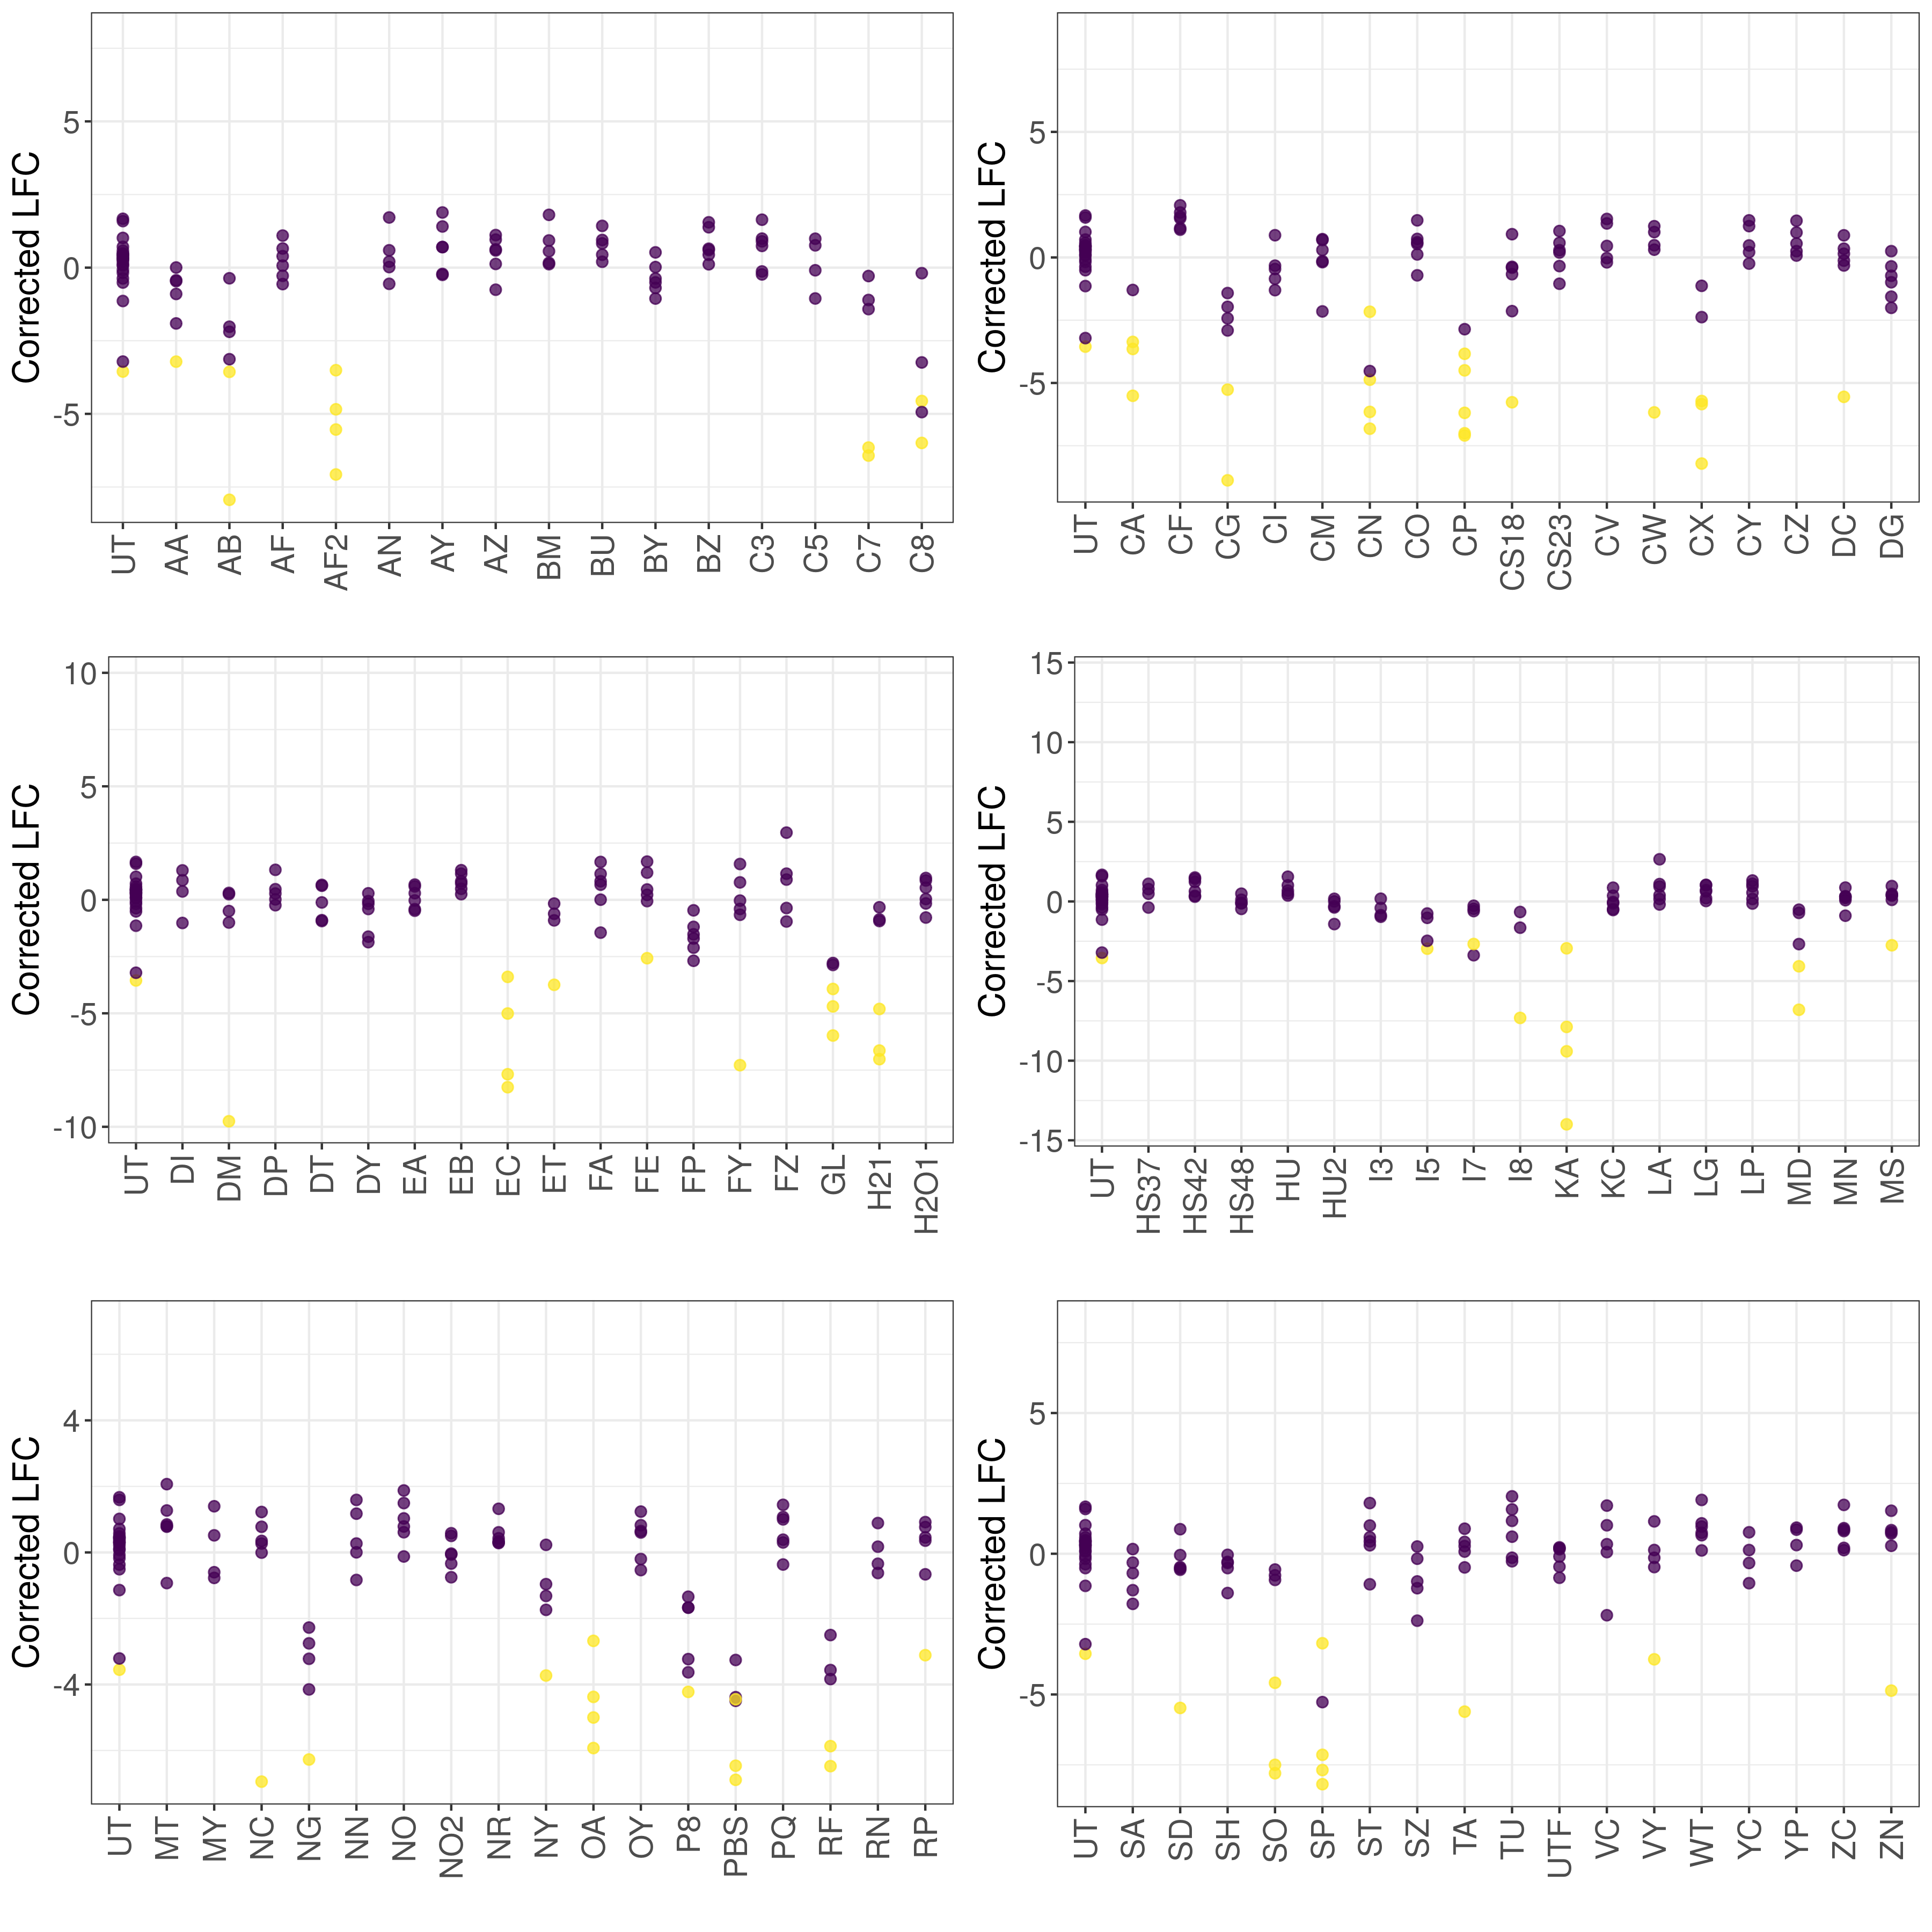 Corrected LFC
5
0
-5
UT AA AB AF AF2 AN AY AZ BM BU BY BZ C3 C5 C7 C8
Corrected LFC
5
0
-5
UT CA CF CG CI CM CN CO CP CS18 CS23 CV CW CX CY CZ DC DG
Corrected LFC
10
5
0
-5
-10
UT DI DM DP DT DY EA EB EC ET FA FE FP FY FZ GL H21 H2O1
Corrected LFC
15
10
5
0
-5
-10
-15
UT HS37 HS42 HS48 HU HU2 I3 I5 I7 I8 KA KC LA LG LP MD MN MS
Corrected LFC
4
0
-4
UT MT MY NC NG NN NO NO2 NR NY OA OY P8 PBS PQ RF RN RP
Corrected LFC
5
0
-5
UT SA SD SH SO SP ST SZ TA TU UTF VC VY WT YC YP ZC ZN